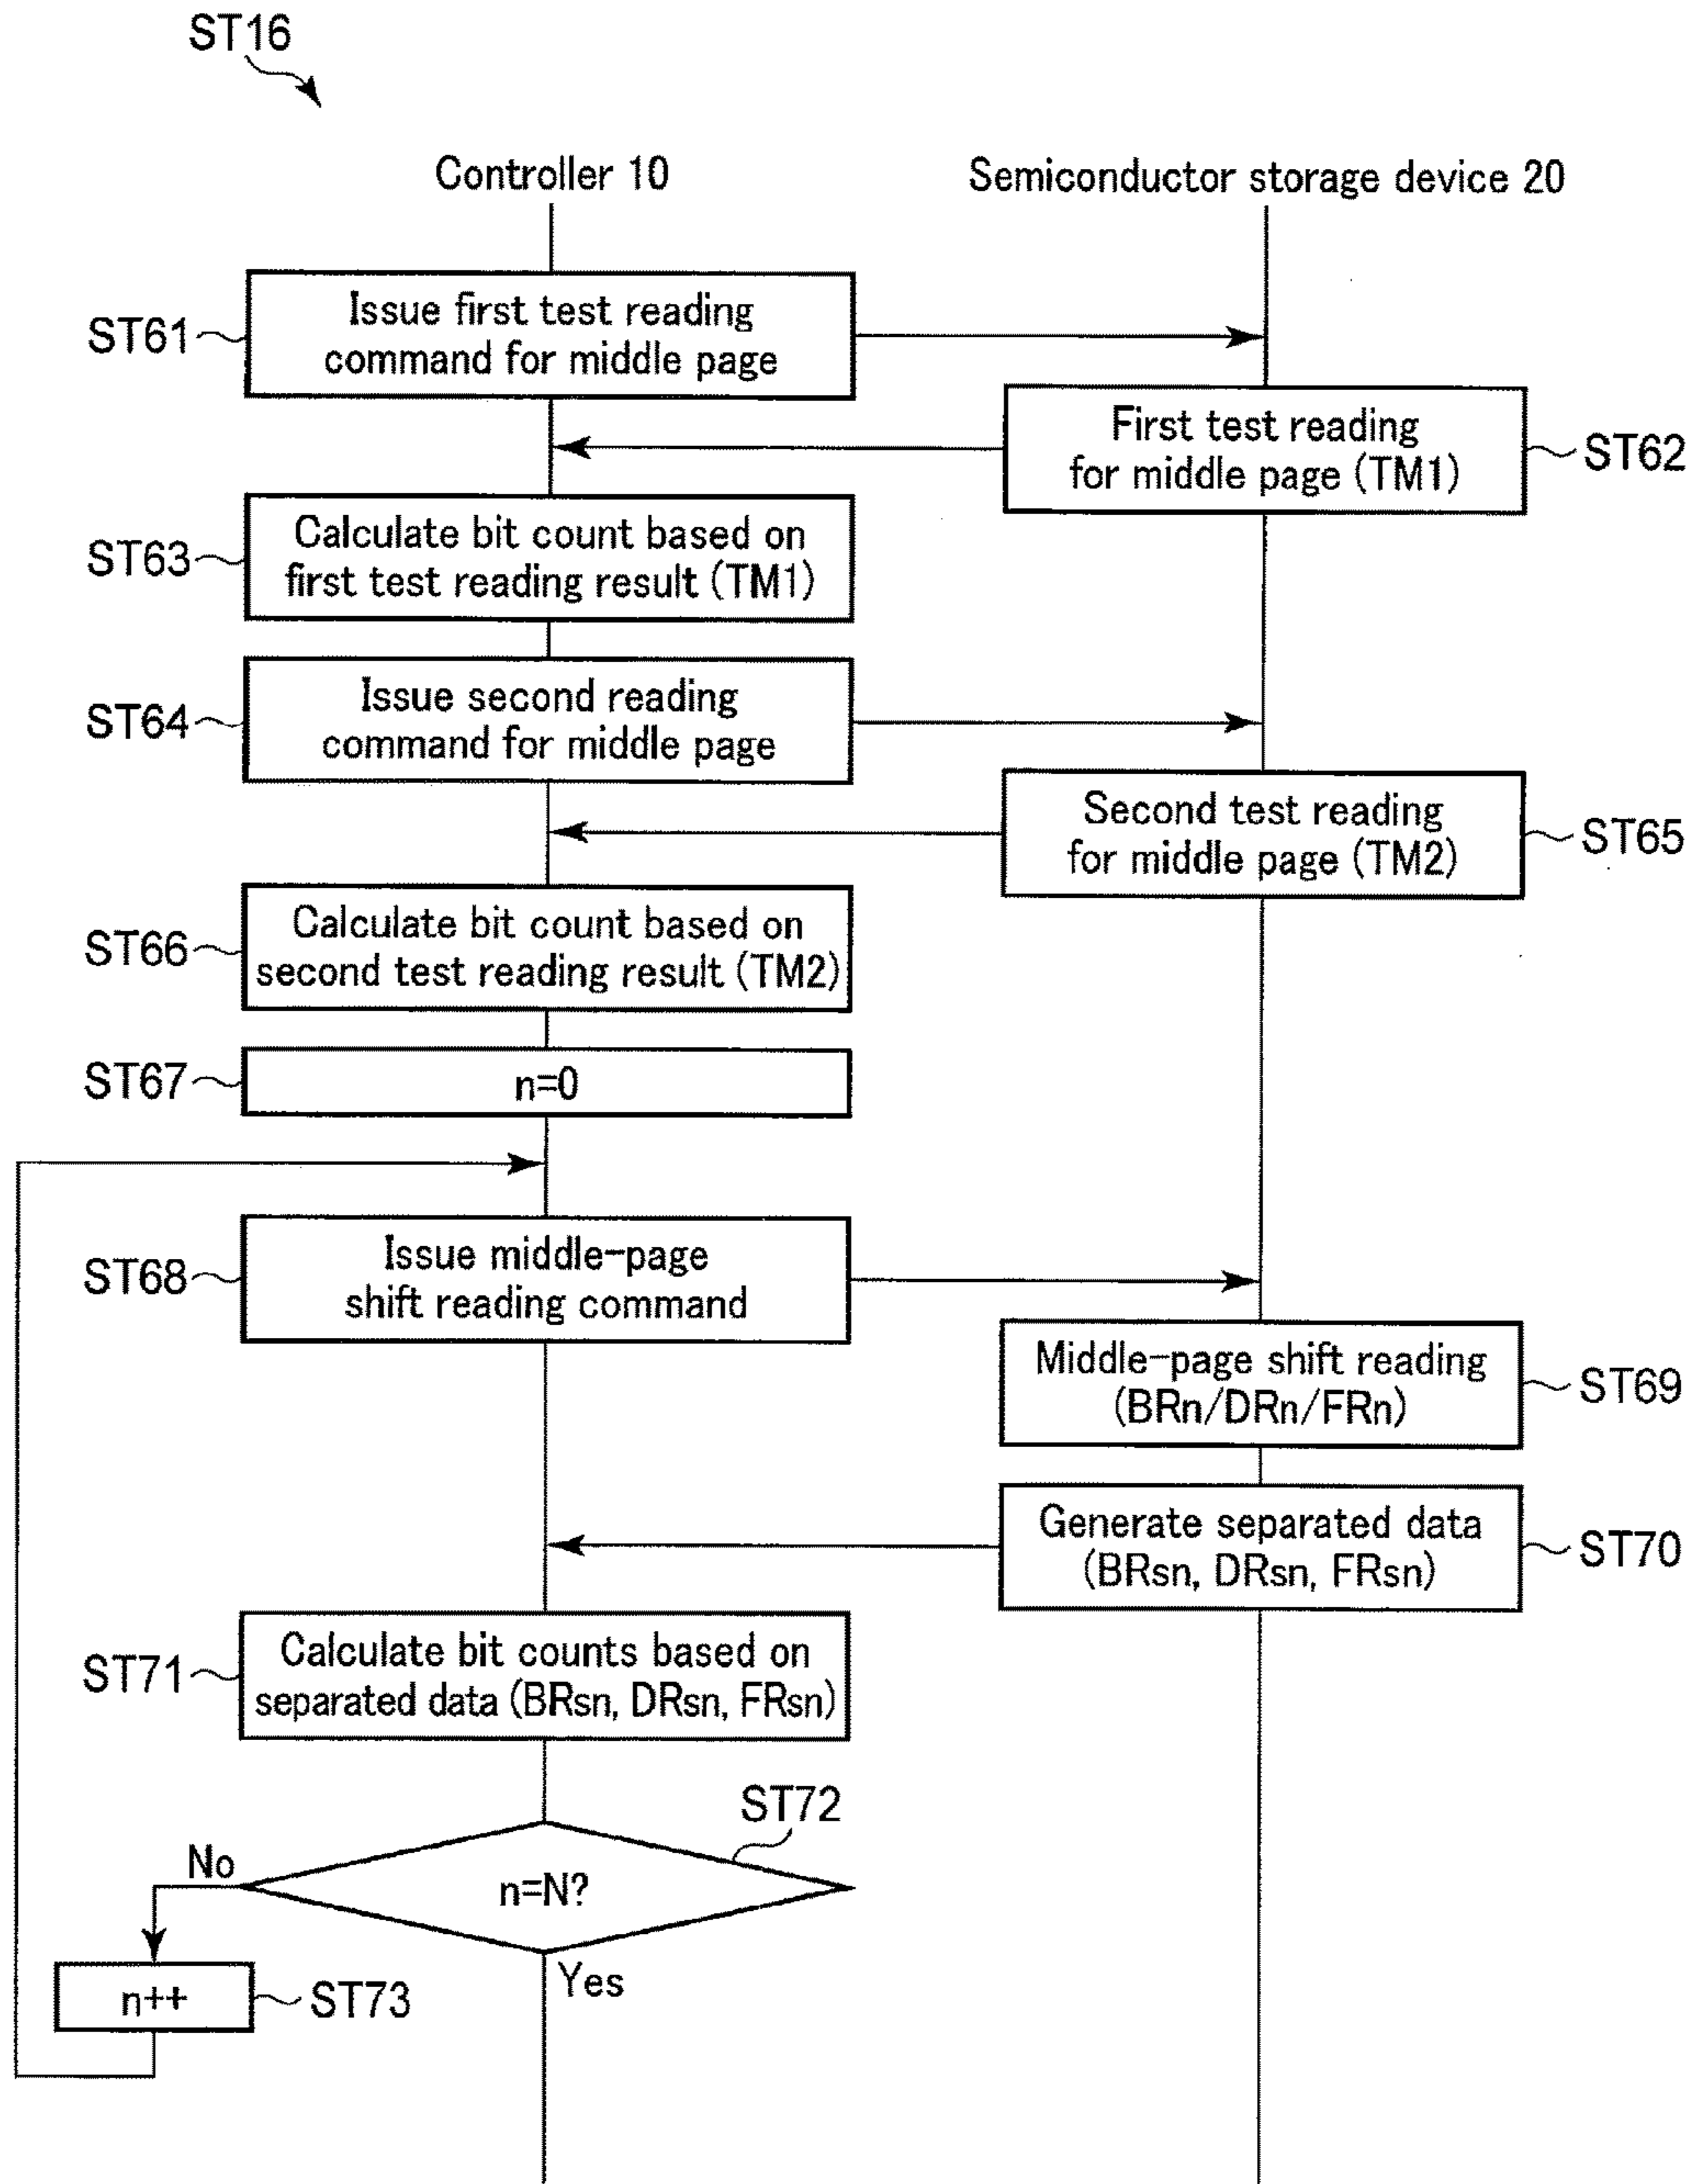 ST16
Controller 10
Semiconductor storage device 20
ST61
Issue first test reading
command for middle page
First test reading
for middle page (TM1)
ST62
ST63
Calculate bit count based on
first test reading result (TM1)
ST64
Issue second reading
command for middle page
Second test reading
for middle page (TM2)
ST65
ST66
Calculate bit count based on
second test reading result (TM2)
ST67
n=0
ST68
Issue middle-page
shift reading command
Middle-page shift reading
(BRn/DRn/FRn)
ST69
Generate separated data
(BRsn, DRsn, FRsn)
ST70
ST71
Calculate bit counts based on
separated data (BRsn, DRsn, FRsn)
ST72
No
n=N?
Yes
n++
ST73